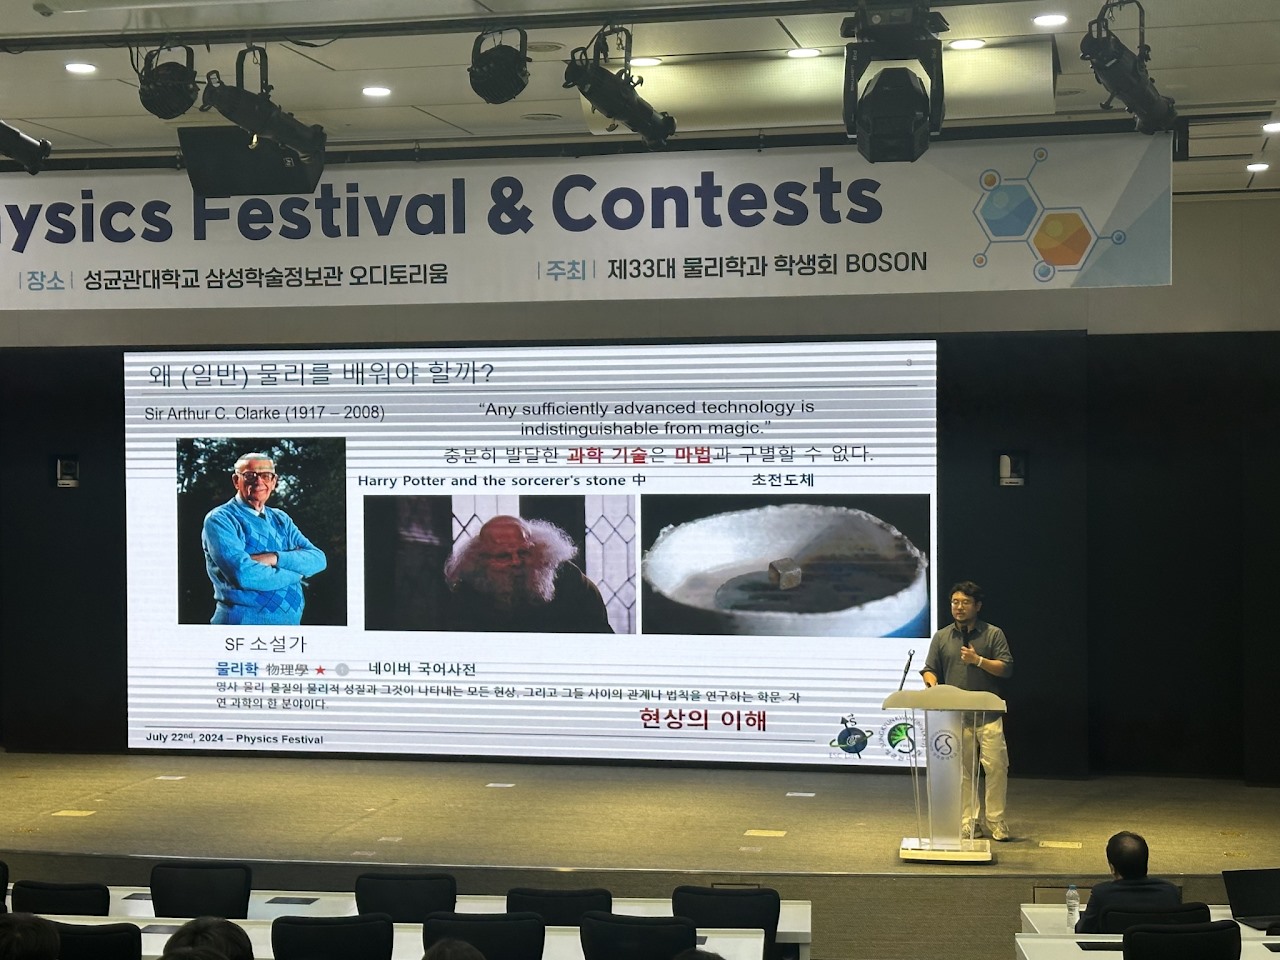 ysics Festival & Contests
|장소| 성균관대학교 삼성학술정보관 오디토리움
|주최| 제33대 물리학과 학생회 BOSON
왜 (일반) 물리를 배워야 할까?
3
Sir Arthur C. Clarke (1917 – 2008)
“Any sufficiently advanced technology is
indistinguishable from magic.”
충분히 발달한 과학 기술은 마법과 구별할 수 없다.
Harry Potter and the sorcerer's stone 中
초전도체
SF 소설가
물리학 物理學 ★
네이버 국어사전
명사 물리 물질의 물리적 성질과 그것이 나타내는 모든 현상, 그리고 그들 사이의 관계나 법칙을 연구하는 학문. 자
연 과학의 한 분야이다.
현상의 이해
July 22nd, 2024 – Physics Festival